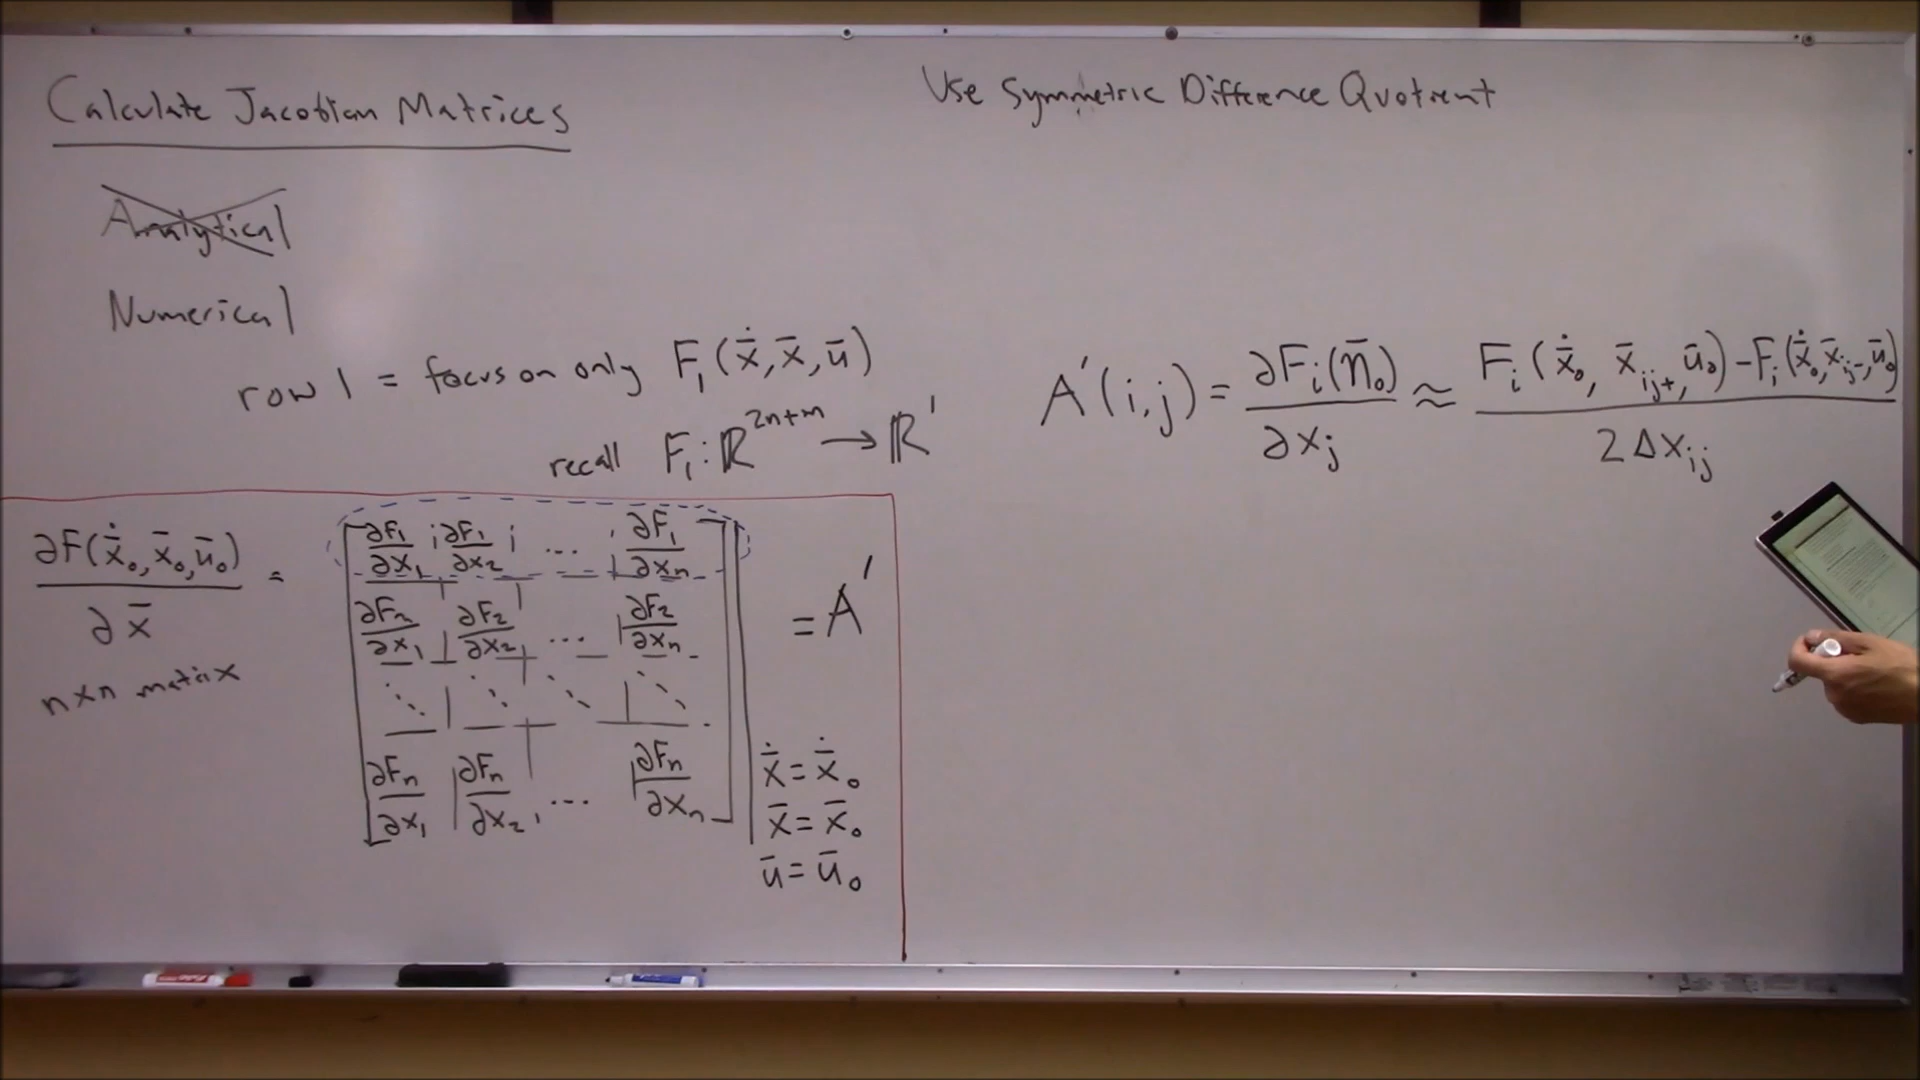 Calculate Jacobian Matrices
Analytical
Numerical
row 1 = focus on only F₁(ẋ̄, x̄, ū)
recall F₁: ℝ²ⁿ⁺ᵐ → ℝ¹
∂F(ẋ̄₀, x̄₀, ū₀) / ∂x̄ = [∂F₁/∂x₁ ¦ ∂F₁/∂x₂ ¦ ... ¦ ∂F₁/∂xₙ
∂F₂/∂x₁ | ∂F₂/∂x₂ ... | ∂F₂/∂xₙ
⋱ | ⋱ ⋱ | ⋱
∂Fₙ/∂x₁ | ∂Fₙ/∂x₂ ... | ∂Fₙ/∂xₙ] = A′
n×n matrix
ẋ̄ = ẋ̄₀
x̄ = x̄₀
ū = ū₀
Use Symmetric Difference Quotient
A′(i,j) = ∂Fᵢ(η̄₀)/∂xⱼ ≈ (Fᵢ(ẋ̄₀, x̄ᵢⱼ₊, ū₀) − Fᵢ(ẋ̄₀, x̄ᵢⱼ₋, ū₀)) / 2Δxᵢⱼ